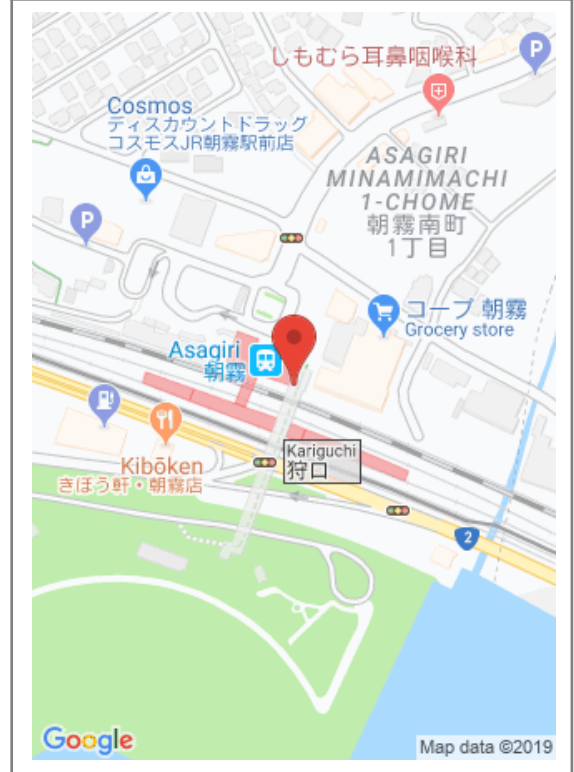 しもむら耳鼻咽喉科
P
Cosmos
ディスカウントドラッグ
コスモスJR朝霧駅前店
ASAGIRI
MINAMIMACHI
1-CHOME
朝霧南町
1丁目
P
コープ 朝霧
Grocery store
Asagiri
朝霧
Kariguchi
狩口
Kibōken
きぼう軒・朝霧店
2
Google
Map data ©2019